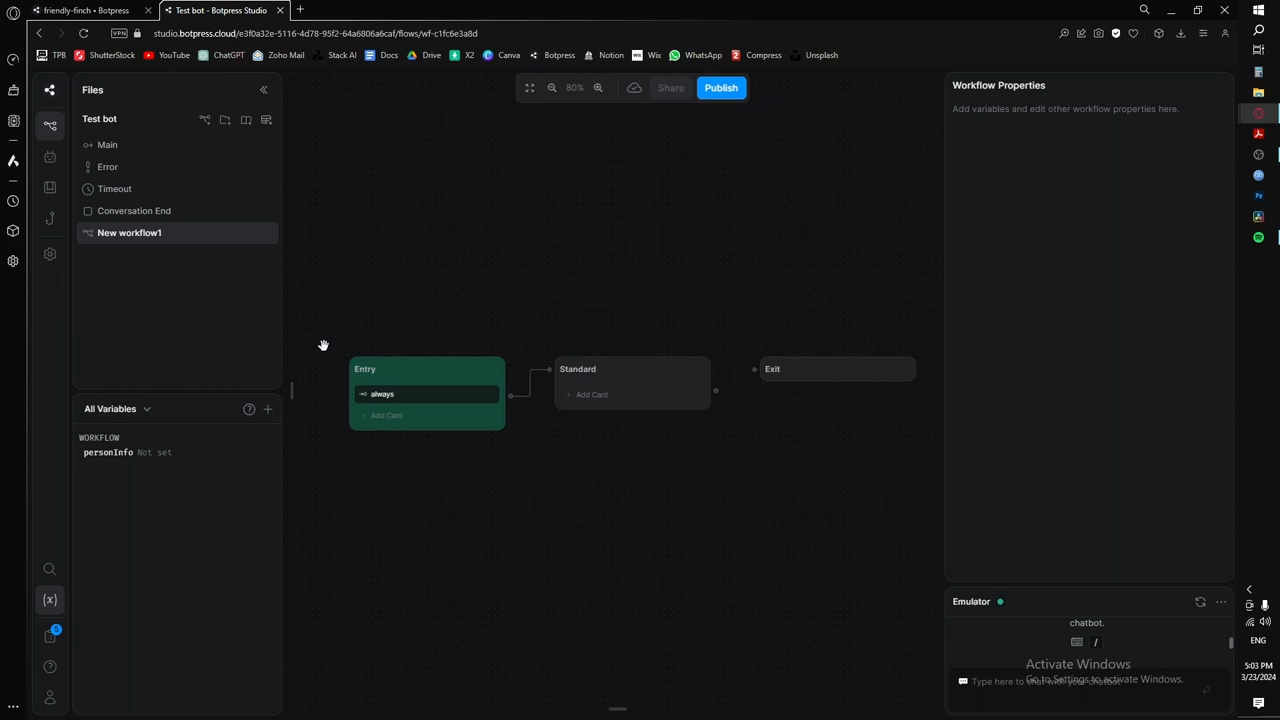 friendly-finch • Botpress
Test bot - Botpress Studio
VPN
studio.botpress.cloud/e3f0a32e-5116-4d78-95f2-64a6806a6caf/flows/wf-c1fc6e3a8d
TPB
ShutterStock
YouTube
ChatGPT
Zoho Mail
Stack AI
Docs
Drive
X2
Canva
Botpress
Notion
Wix
WhatsApp
Compress
Unsplash
Files
Test bot
Main
Error
Timeout
Conversation End
New workflow1
All Variables
WORKFLOW
personInfo Not set
5
80%
Share
Publish
Entry
always
+ Add Card
Standard
+ Add Card
Exit
Workflow Properties
Add variables and edit other workflow properties here.
Emulator
chatbot.
/
Type here to chat with your chatbot
Activate Windows
Go to Settings to activate Windows.
ENG
5:03 PM
3/23/2024